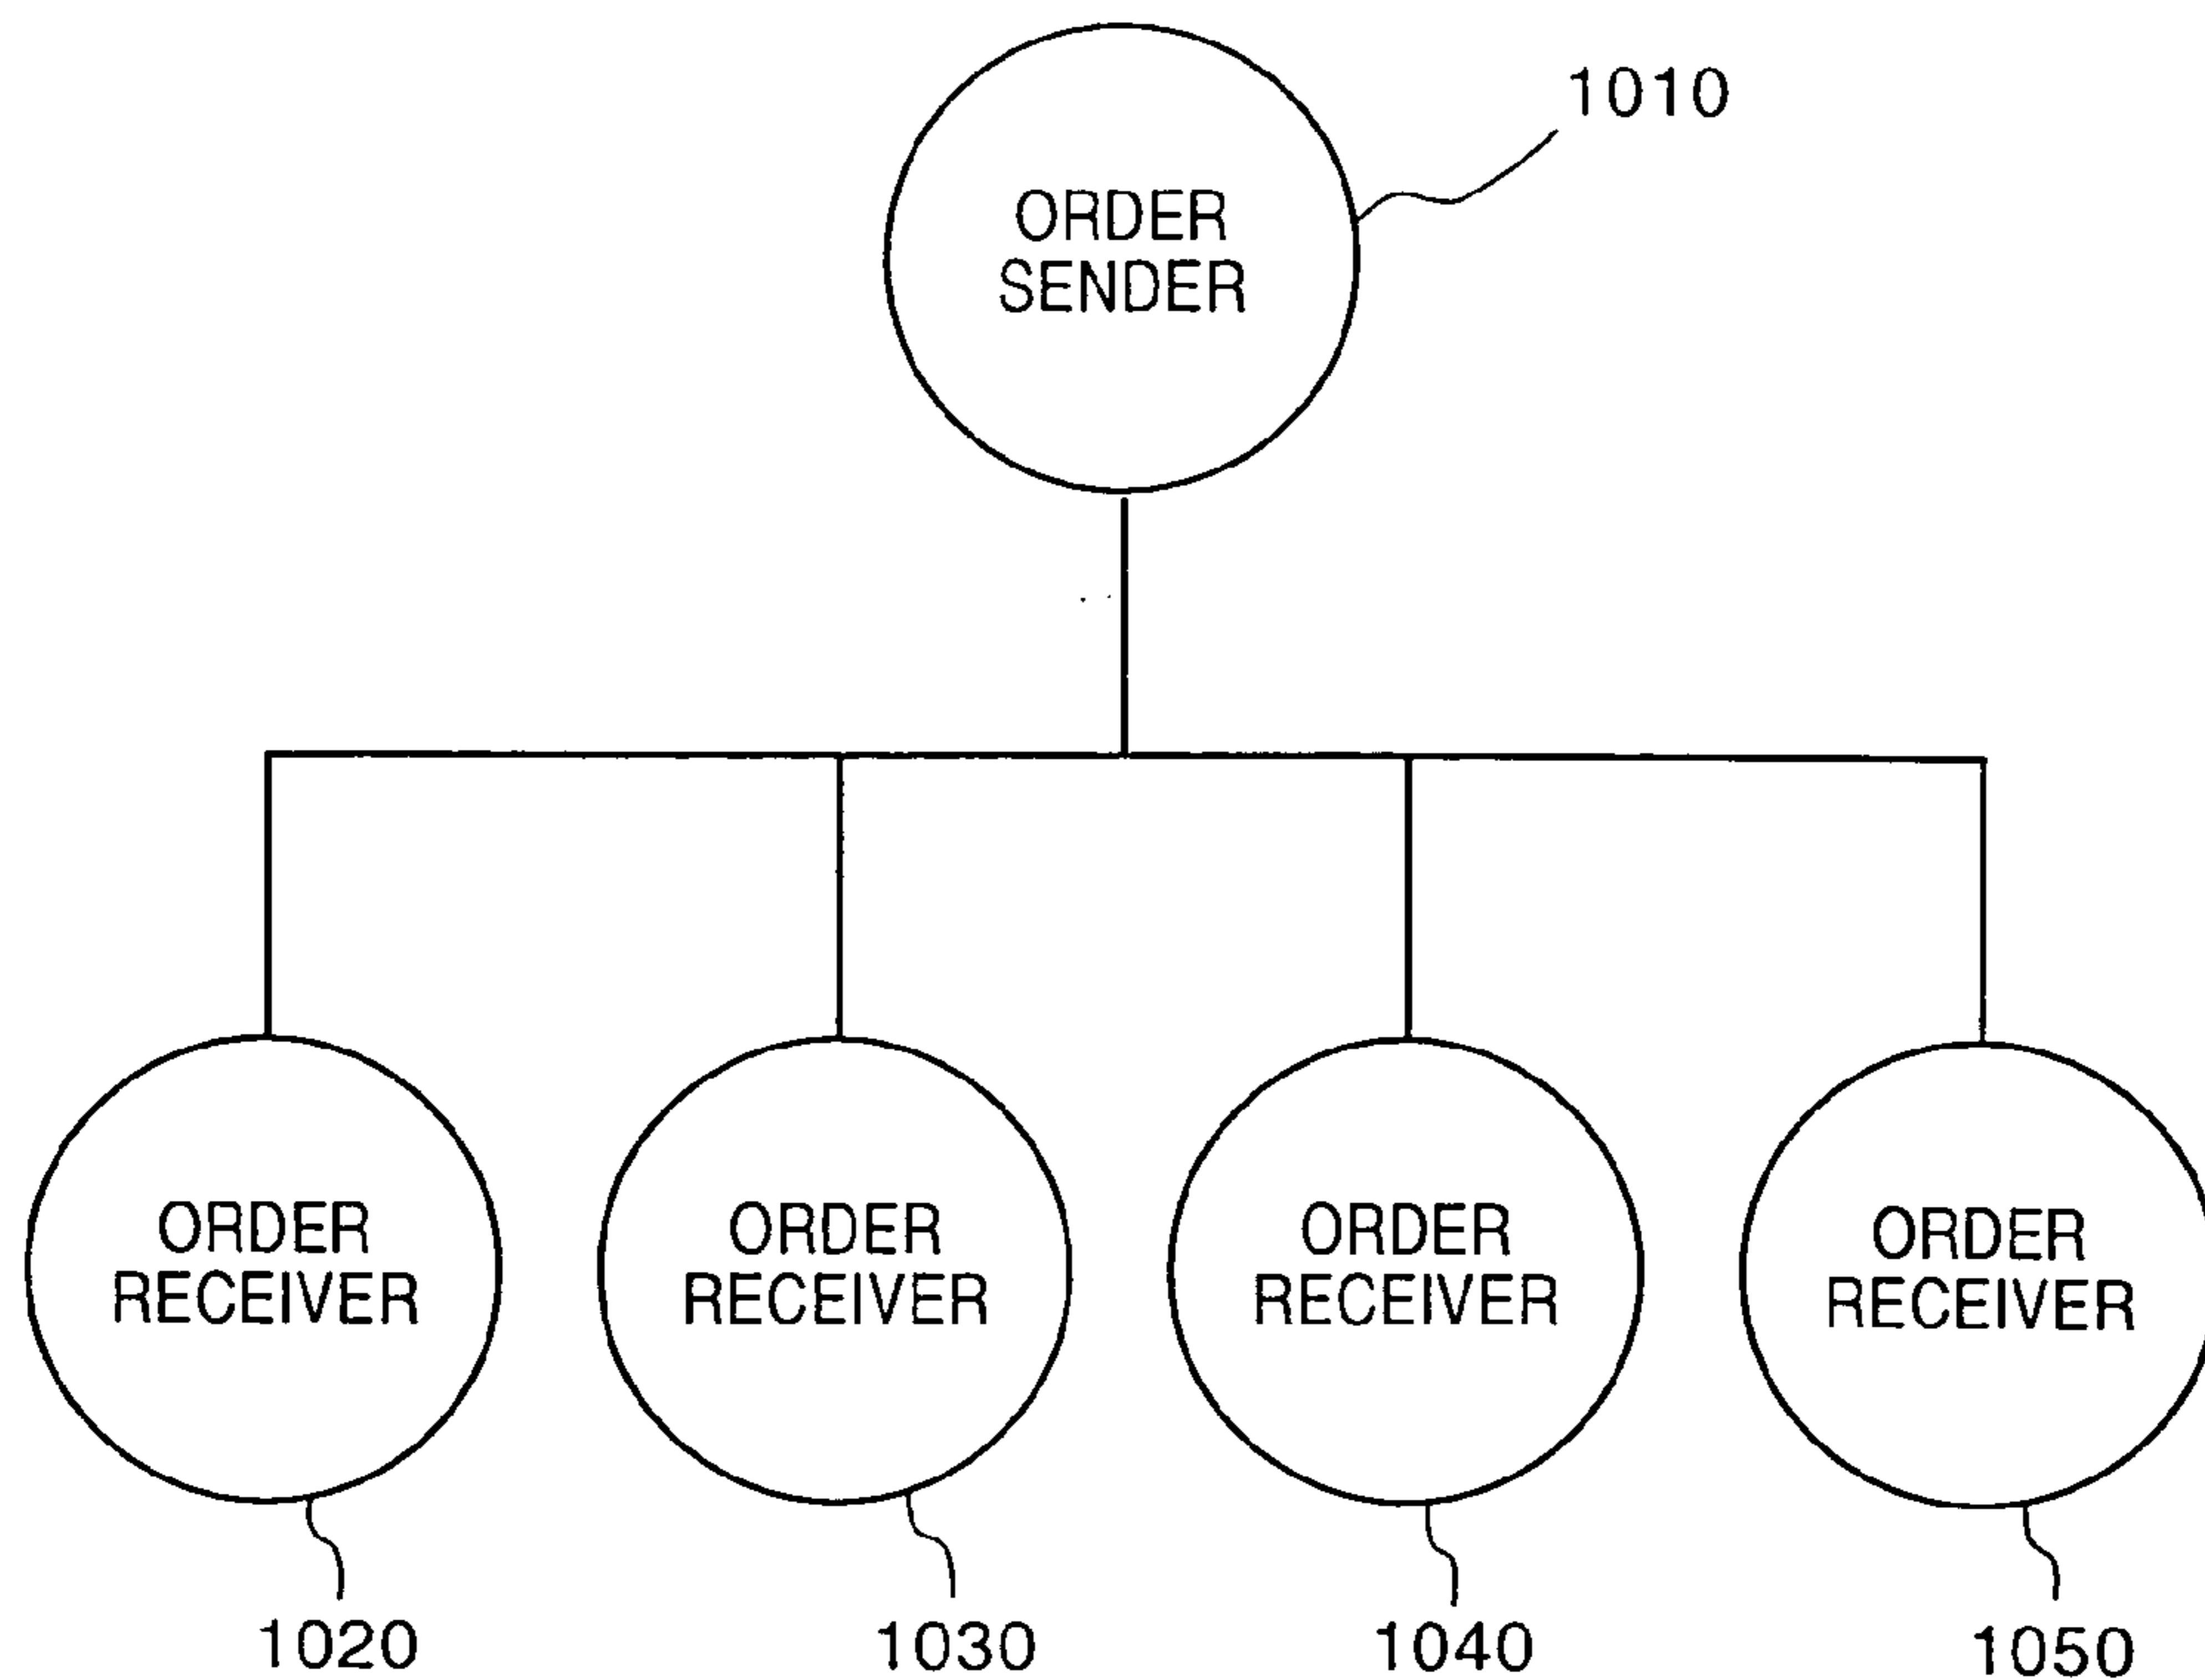 1010
ORDER
SENDER
ORDER
RECEIVER
ORDER
RECEIVER
ORDER
RECEIVER
ORDER
RECEIVER
1020
1030
1040
1050